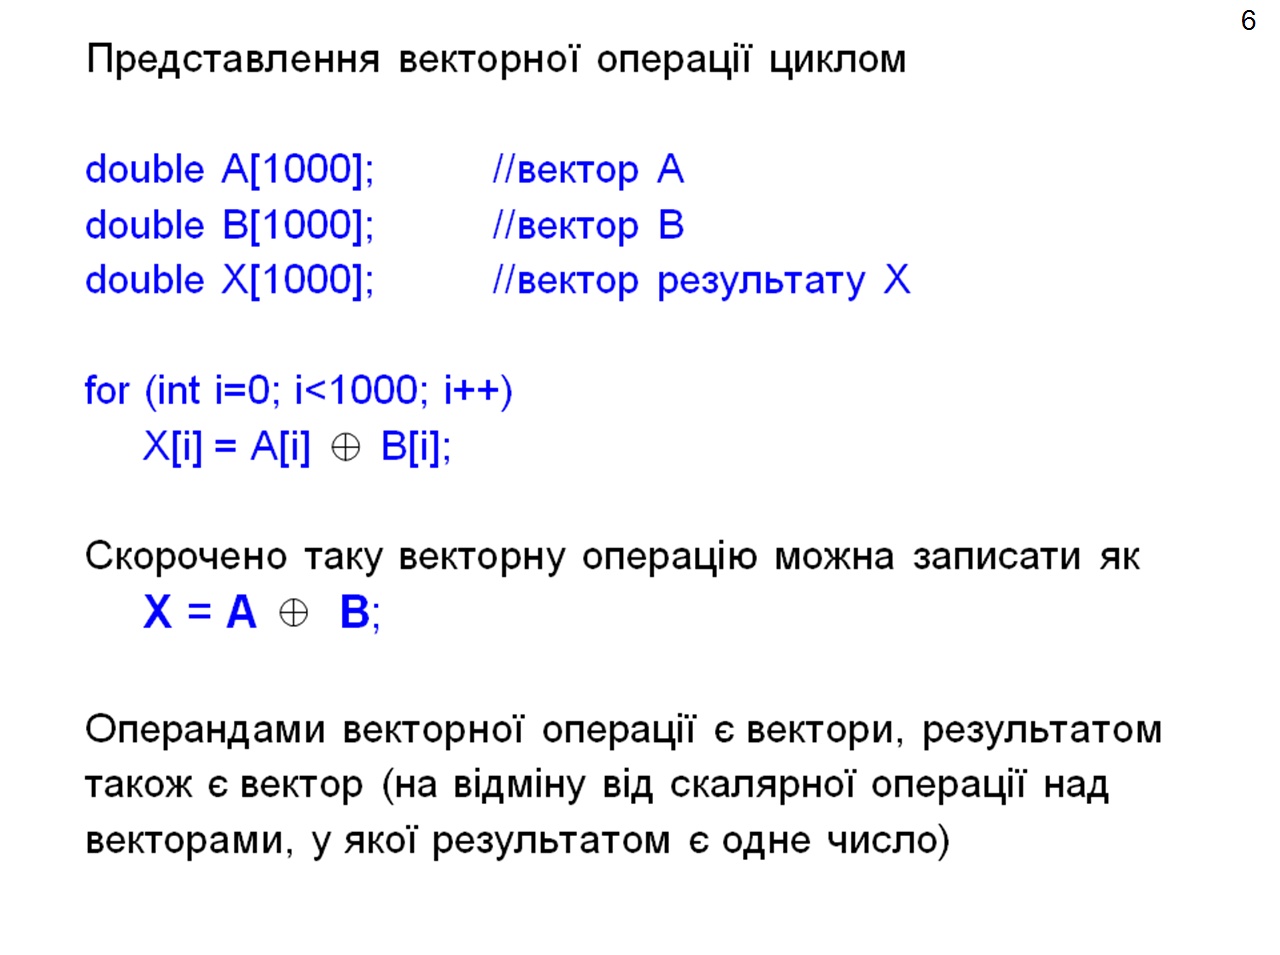 6
Представлення векторної операції циклом
double A[1000]; //вектор A
double B[1000]; //вектор B
double X[1000]; //вектор результату X
for (int i=0; i<1000; i++)
X[i] = A[i] ⊕ B[i];
Скорочено таку векторну операцію можна записати як
X = A ⊕ B;
Операндами векторної операції є вектори, результатом
також є вектор (на відміну від скалярної операції над
векторами, у якої результатом є одне число)